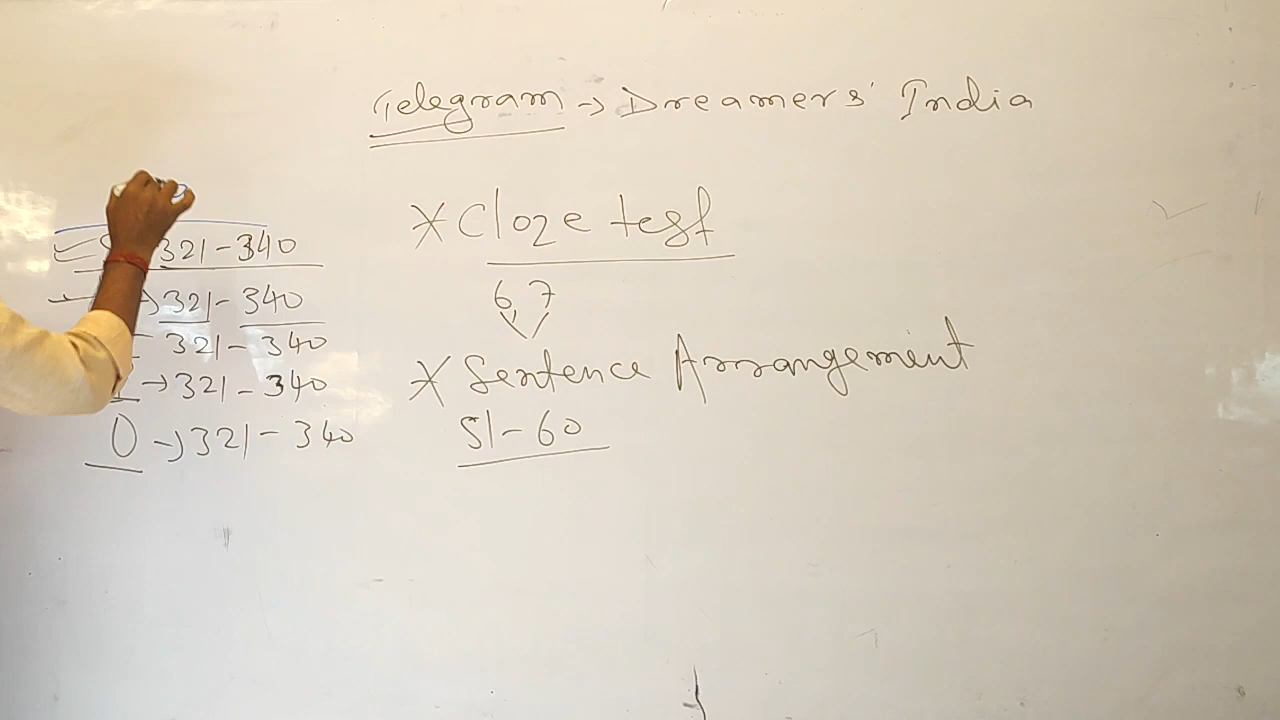 Telegram → Dreamers' India
* Cloze test
6, 7
* Sentence Arrangement
51-60
321-340
→ 321-340
321-340
→ 321-340
0 → 321-340